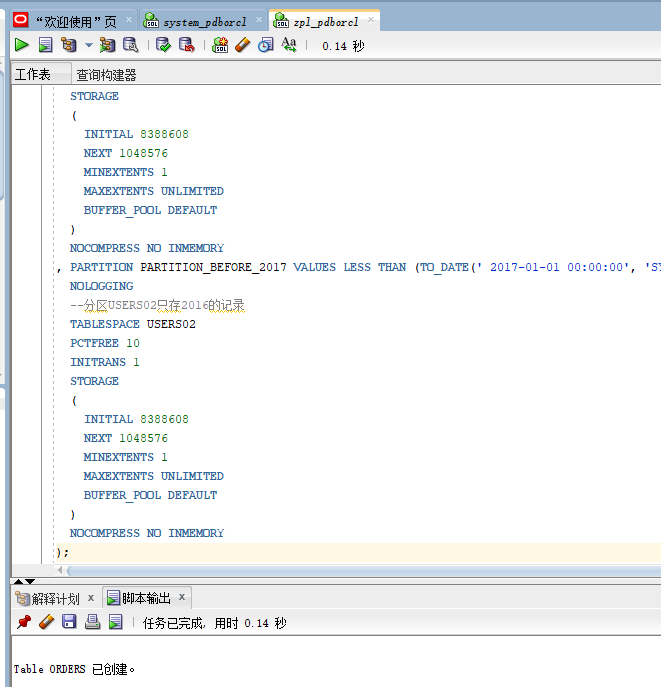 “欢迎使用”页 system_pdborcl zpl_pdborcl
0.14 秒
工作表 查询构建器
STORAGE
(
INITIAL 8388608
NEXT 1048576
MINEXTENTS 1
MAXEXTENTS UNLIMITED
BUFFER_POOL DEFAULT
)
NOCOMPRESS NO INMEMORY
, PARTITION PARTITION_BEFORE_2017 VALUES LESS THAN (TO_DATE(' 2017-01-01 00:00:00', 'SY
NOLOGGING
--分区USERS02只存2016的记录
TABLESPACE USERS02
PCTFREE 10
INITRANS 1
STORAGE
(
INITIAL 8388608
NEXT 1048576
MINEXTENTS 1
MAXEXTENTS UNLIMITED
BUFFER_POOL DEFAULT
)
NOCOMPRESS NO INMEMORY
);
解释计划 x 脚本输出 x
任务已完成, 用时 0.14 秒
Table ORDERS 已创建。